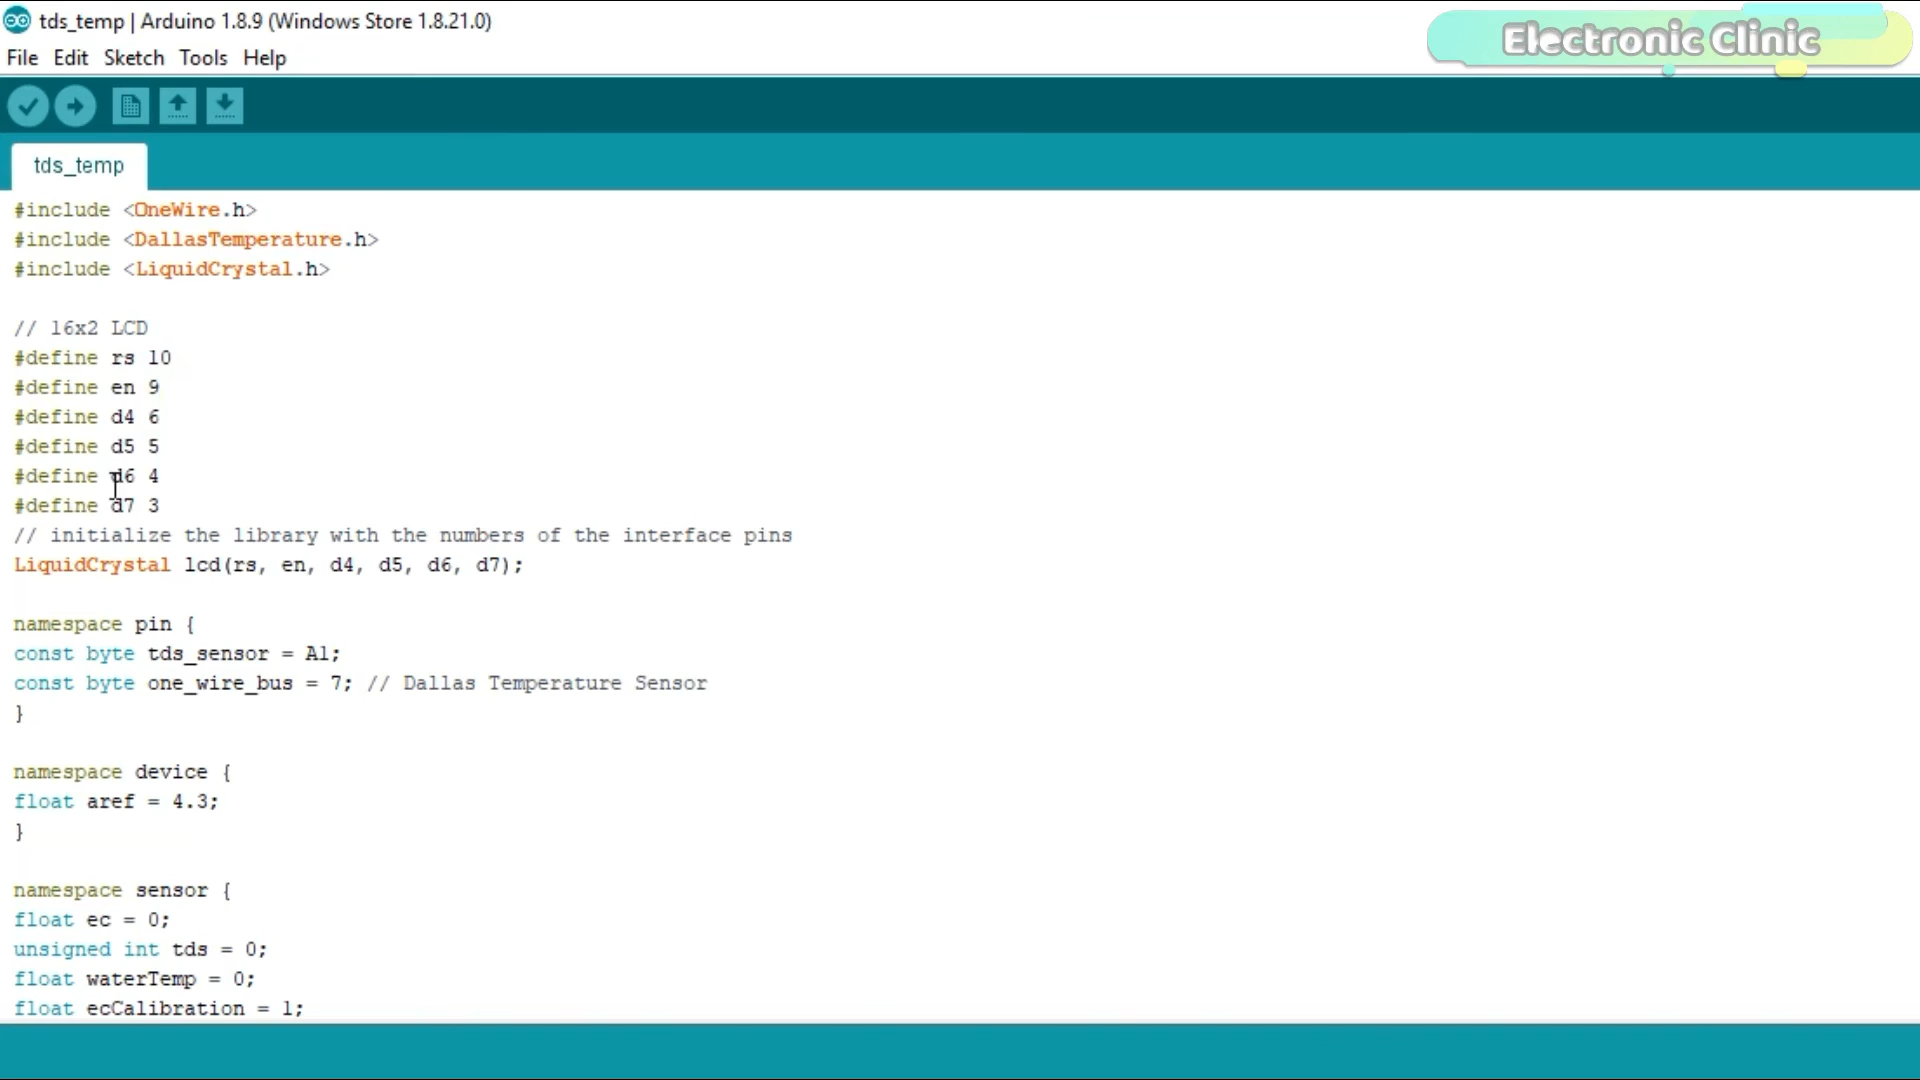 tds_temp | Arduino 1.8.9 (Windows Store 1.8.21.0)
Electronic Clinic
File Edit Sketch Tools Help
tds_temp
#include <OneWire.h>
#include <DallasTemperature.h>
#include <LiquidCrystal.h>
// 16x2 LCD
#define rs 10
#define en 9
#define d4 6
#define d5 5
#define d6 4
#define d7 3
// initialize the library with the numbers of the interface pins
LiquidCrystal lcd(rs, en, d4, d5, d6, d7);
namespace pin {
const byte tds_sensor = A1;
const byte one_wire_bus = 7; // Dallas Temperature Sensor
}
namespace device {
float aref = 4.3;
}
namespace sensor {
float ec = 0;
unsigned int tds = 0;
float waterTemp = 0;
float ecCalibration = 1;